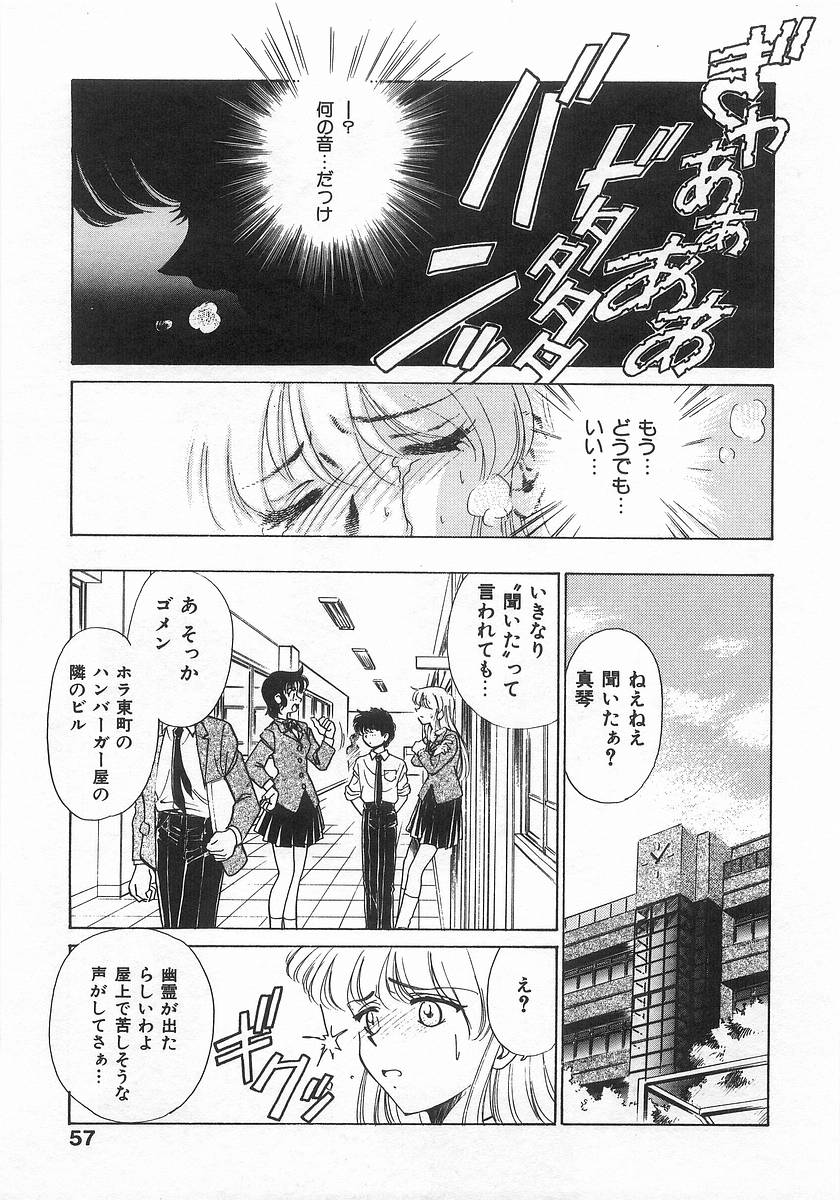 ぎゃ
ああぁ
ああぁ
バンッ
ドタタタタ
ー？
何の音…だっけ
もう…
どうでも…
いい…
ねえねえ
聞いたぁ？
真琴
いきなり
〝聞いた〟って
言われても…
あ そっか
ゴメン
ホラ東町の
ハンバーガー屋の
隣のビル
え？
ギクッ
幽霊が出た
らしいわよ
屋上で苦しそうな
声がしてさぁ…
57